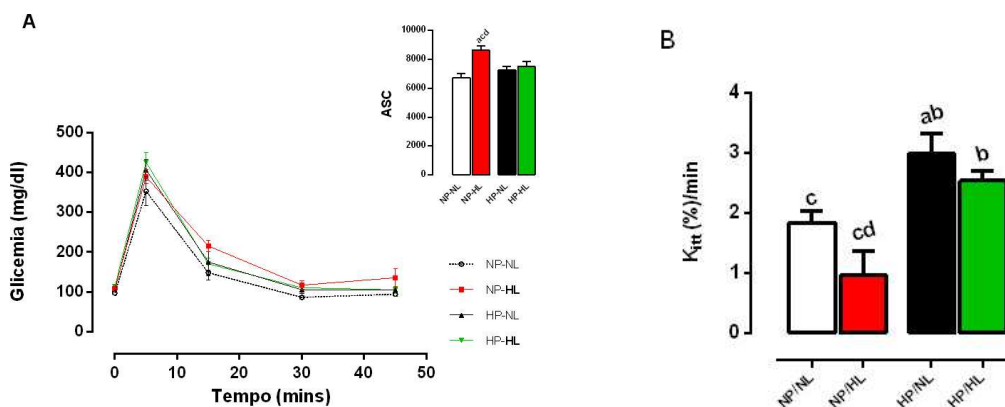 A
Glicemia (mg/dl)
500
400
300
200
100
0
0 10 20 30 40 50
Tempo (mins)
ASC
10000
8000
6000
4000
2000
0
acd
NP-NL
NP-HL
HP-NL
HP-HL
NP-NL
NP-HL
HP-NL
HP-HL
B
Kitt (%)/min
4
3
2
1
0
c
cd
ab
b
NP/NL
NP/HL
HP/NL
HP/HL